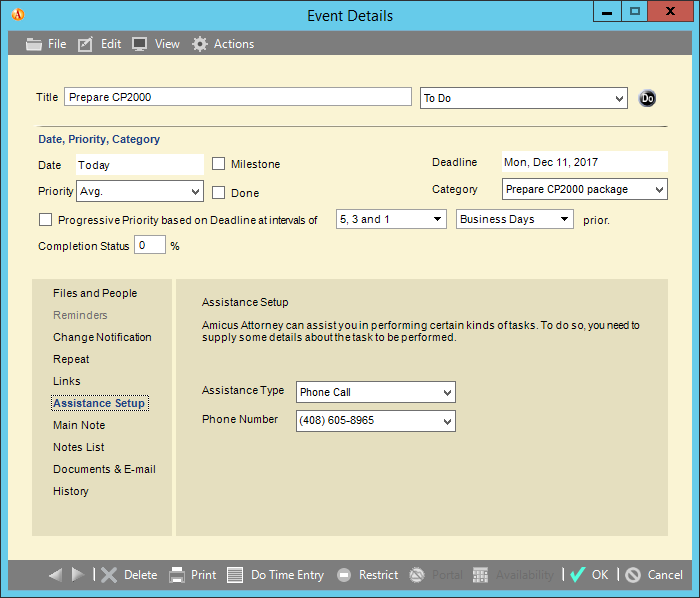 Event Details
File Edit View Actions
Title Prepare CP2000 To Do Do
Date, Priority, Category
Date Today Milestone Deadline Mon, Dec 11, 2017
Priority Avg. Done Category Prepare CP2000 package
Progressive Priority based on Deadline at intervals of 5, 3 and 1 Business Days prior.
Completion Status 0 %
Files and People
Reminders
Change Notification
Repeat
Links
Assistance Setup
Main Note
Notes List
Documents & E-mail
History
Assistance Setup
Amicus Attorney can assist you in performing certain kinds of tasks. To do so, you need to
supply some details about the task to be performed.
Assistance Type Phone Call
Phone Number (408) 605-8965
Delete Print Do Time Entry Restrict Portal Availability OK Cancel